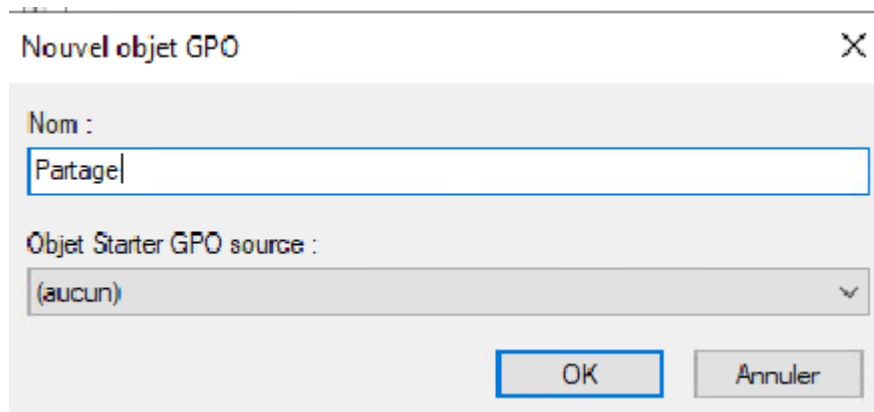 Nouvel objet GPO
Nom :
Partage
Objet Starter GPO source :
(aucun)
OK
Annuler